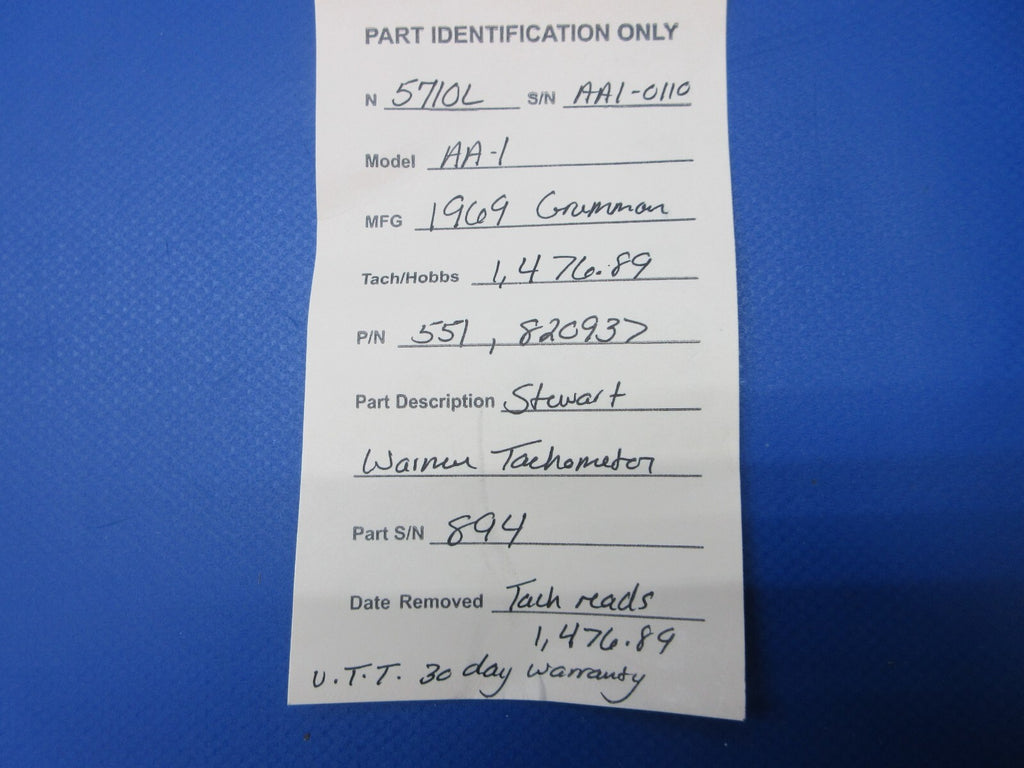 PART IDENTIFICATION ONLY
N 5710L S/N AA1-0110
Model AA-1
MFG 1969 Grumman
Tach/Hobbs 1,476.89
P/N 551, 820937
Part Description Stewart
Warner Tachometer
Part S/N 894
Date Removed Tach reads
1,476.89
U.T.T. 30 day warranty